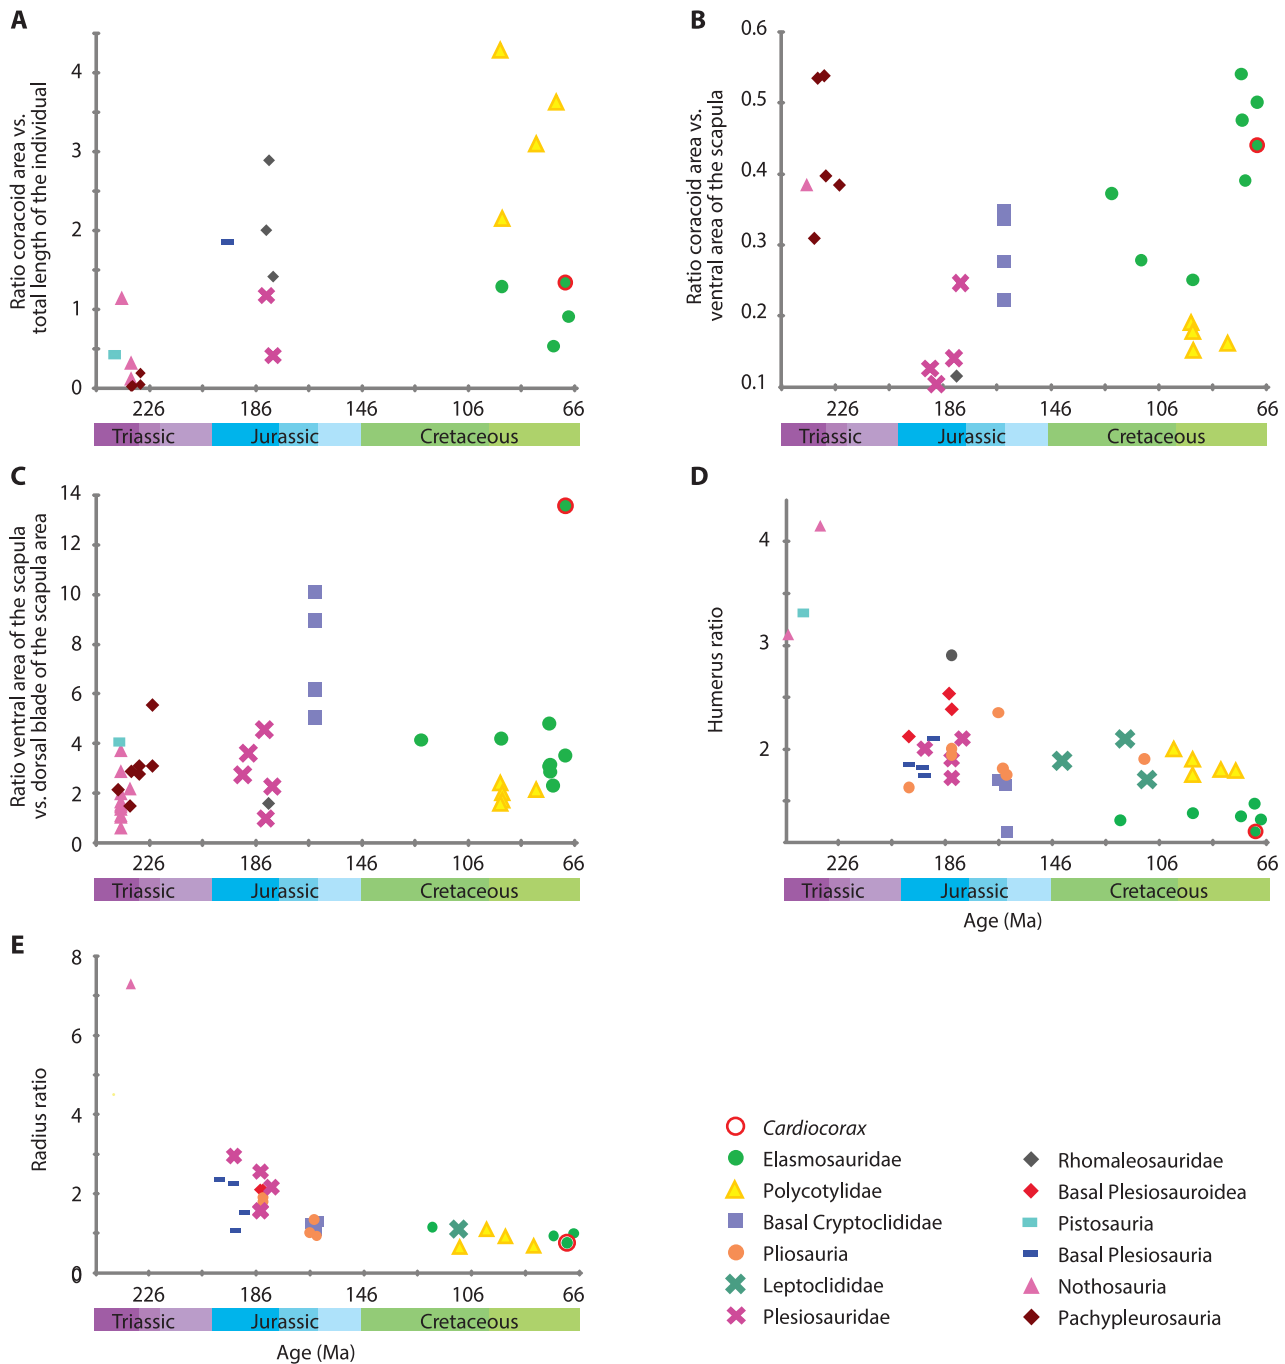 A
Ratio coracoid area vs.
total length of the individual
4
3
2
1
0
226 186 146 106 66
Triassic Jurassic Cretaceous
B
Ratio coracoid area vs.
ventral area of the scapula
0.6
0.5
0.4
0.3
0.2
0.1
226 186 146 106 66
Triassic Jurassic Cretaceous
C
Ratio ventral area of the scapula
vs. dorsal blade of the scapula area
14
12
10
8
6
4
2
0
226 186 146 106 66
Triassic Jurassic Cretaceous
D
Humerus ratio
4
3
2
226 186 146 106 66
Triassic Jurassic Cretaceous
Age (Ma)
E
Radius ratio
8
6
4
2
0
226 186 146 106 66
Triassic Jurassic Cretaceous
Age (Ma)
Cardiocorax
Elasmosauridae
Polycotylidae
Basal Cryptoclididae
Pliosauria
Leptoclididae
Plesiosauridae
Rhomaleosauridae
Basal Plesiosauroidea
Pistosauria
Basal Plesiosauria
Nothosauria
Pachypleurosauria